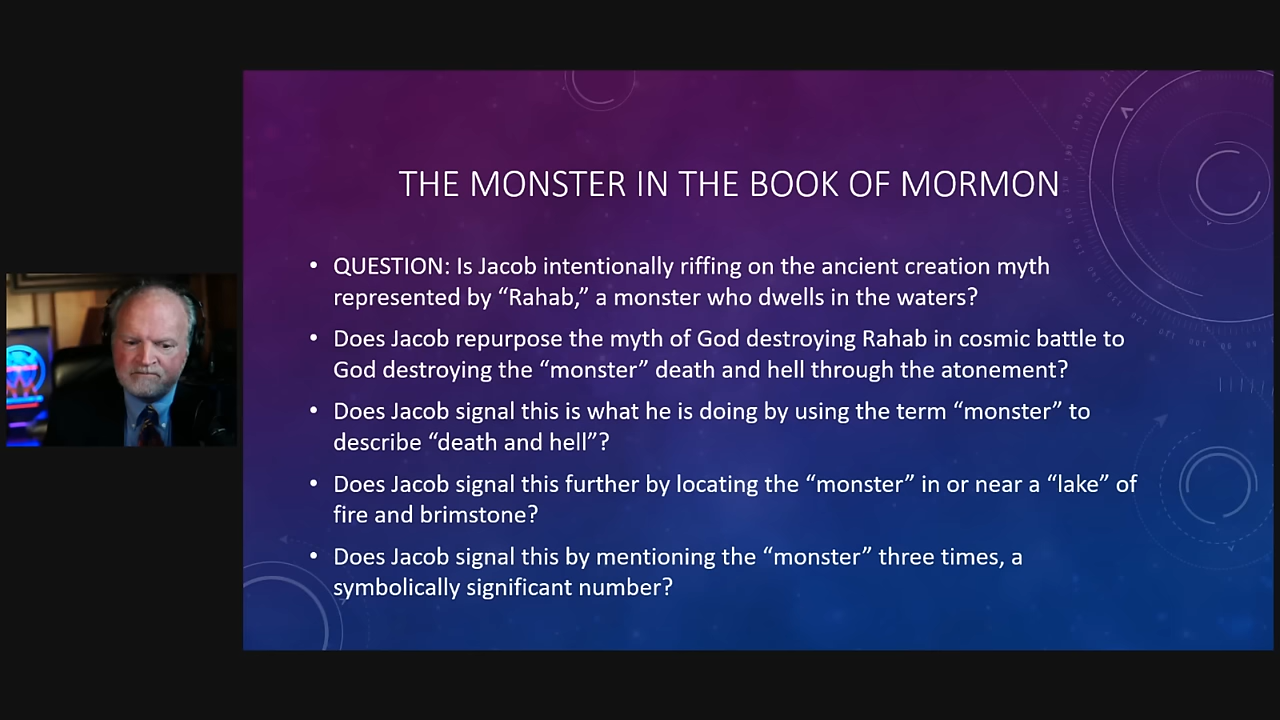 THE MONSTER IN THE BOOK OF MORMON
• QUESTION: Is Jacob intentionally riffing on the ancient creation myth
represented by “Rahab,” a monster who dwells in the waters?
• Does Jacob repurpose the myth of God destroying Rahab in cosmic battle to
God destroying the “monster” death and hell through the atonement?
• Does Jacob signal this is what he is doing by using the term “monster” to
describe “death and hell”?
• Does Jacob signal this further by locating the “monster” in or near a “lake” of
fire and brimstone?
• Does Jacob signal this by mentioning the “monster” three times, a
symbolically significant number?